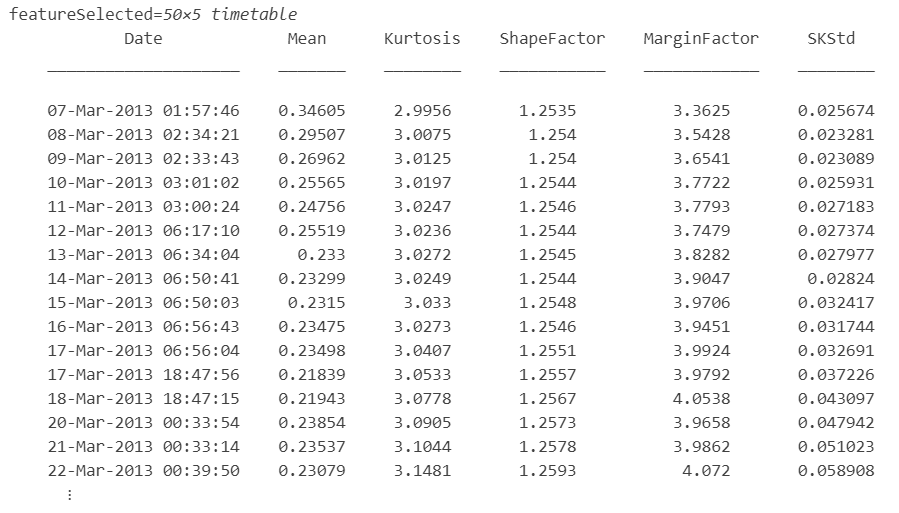 featureSelected=50×5 timetable
Date Mean Kurtosis ShapeFactor MarginFactor SKStd
07-Mar-2013 01:57:46 0.34605 2.9956 1.2535 3.3625 0.025674
08-Mar-2013 02:34:21 0.29507 3.0075 1.254 3.5428 0.023281
09-Mar-2013 02:33:43 0.26962 3.0125 1.254 3.6541 0.023089
10-Mar-2013 03:01:02 0.25565 3.0197 1.2544 3.7722 0.025931
11-Mar-2013 03:00:24 0.24756 3.0247 1.2546 3.7793 0.027183
12-Mar-2013 06:17:10 0.25519 3.0236 1.2544 3.7479 0.027374
13-Mar-2013 06:34:04 0.233 3.0272 1.2545 3.8282 0.027977
14-Mar-2013 06:50:41 0.23299 3.0249 1.2544 3.9047 0.02824
15-Mar-2013 06:50:03 0.2315 3.033 1.2548 3.9706 0.032417
16-Mar-2013 06:56:43 0.23475 3.0273 1.2546 3.9451 0.031744
17-Mar-2013 06:56:04 0.23498 3.0407 1.2551 3.9924 0.032691
17-Mar-2013 18:47:56 0.21839 3.0533 1.2557 3.9792 0.037226
18-Mar-2013 18:47:15 0.21943 3.0778 1.2567 4.0538 0.043097
20-Mar-2013 00:33:54 0.23854 3.0905 1.2573 3.9658 0.047942
21-Mar-2013 00:33:14 0.23537 3.1044 1.2578 3.9862 0.051023
22-Mar-2013 00:39:50 0.23079 3.1481 1.2593 4.072 0.058908
⋮